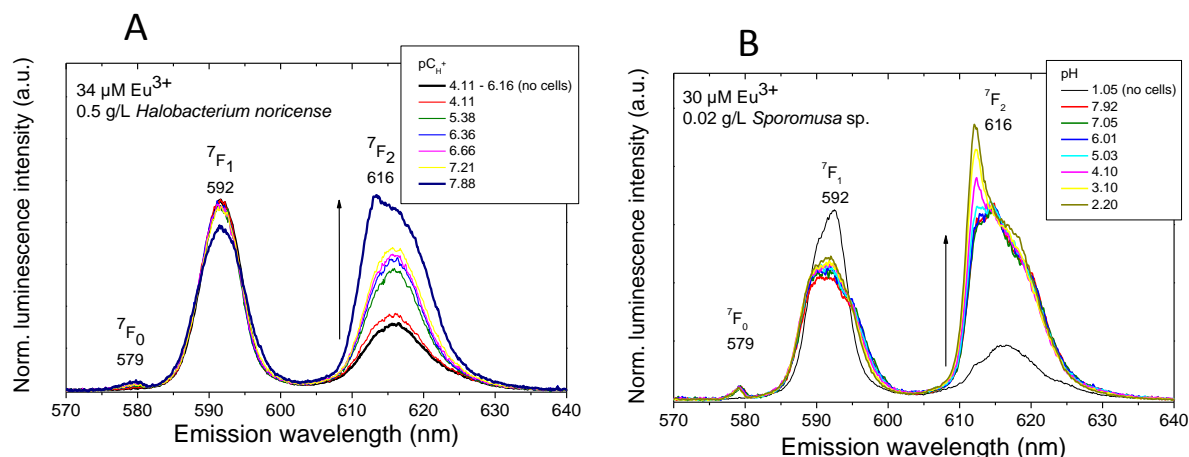 A
34 µM Eu3+
0.5 g/L Halobacterium noricense
pCH+
4.11 - 6.16 (no cells)
4.11
5.38
6.36
6.66
7.21
7.88
7F0
579
7F1
592
7F2
616
Norm. luminescence intensity (a.u.)
570 580 590 600 610 620 630 640
Emission wavelength (nm)
B
30 µM Eu3+
0.02 g/L Sporomusa sp.
pH
1.05 (no cells)
7.92
7.05
6.01
5.03
4.10
3.10
2.20
7F0
579
7F1
592
7F2
616
Norm. luminescence intensity (a.u.)
570 580 590 600 610 620 630 640
Emission wavelength (nm)